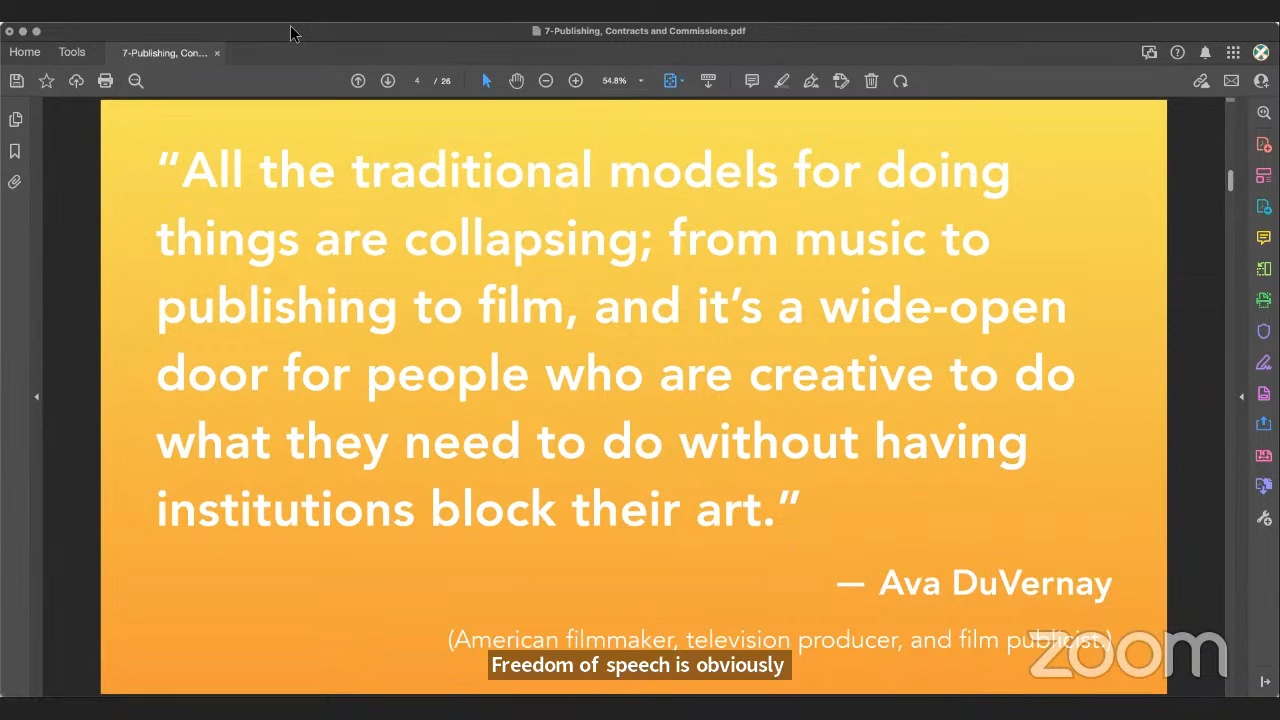 7-Publishing, Contracts and Commissions.pdf
Home Tools 7-Publishing, Con... ×
4 / 26 54.8%
“All the traditional models for doing
things are collapsing; from music to
publishing to film, and it’s a wide-open
door for people who are creative to do
what they need to do without having
institutions block their art.”
— Ava DuVernay
(American filmmaker, television producer, and film publicist.)
zoom
Freedom of speech is obviously